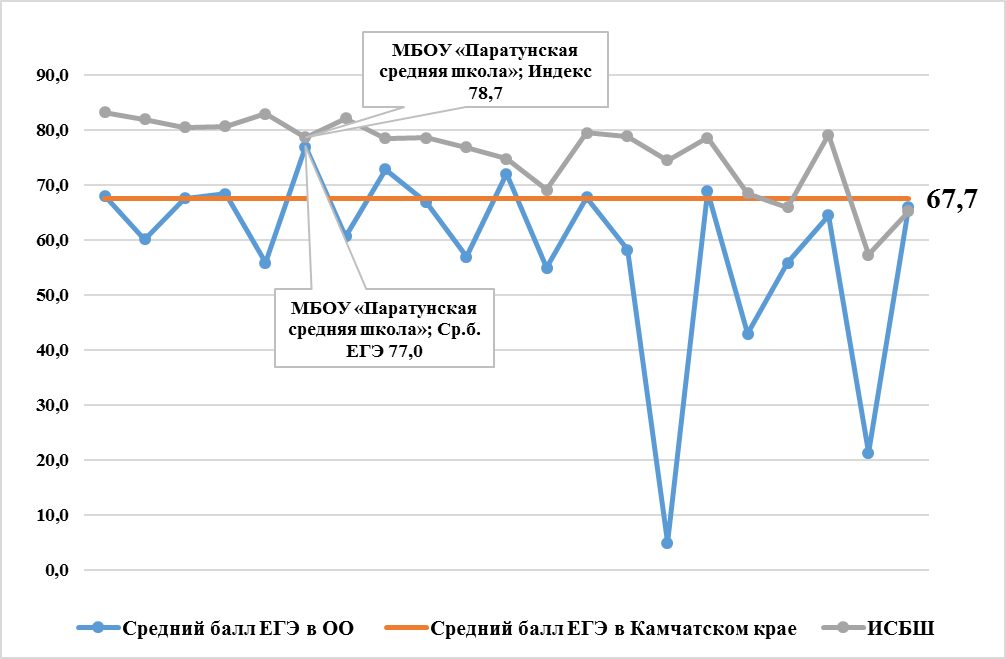 МБОУ «Паратунская
средняя школа»; Индекс
78,7
90,0
80,0
70,0
60,0
50,0
40,0
30,0
20,0
10,0
0,0
67,7
МБОУ «Паратунская
средняя школа»; Ср.б.
ЕГЭ 77,0
Средний балл ЕГЭ в ОО
Средний балл ЕГЭ в Камчатском крае
ИСБШ